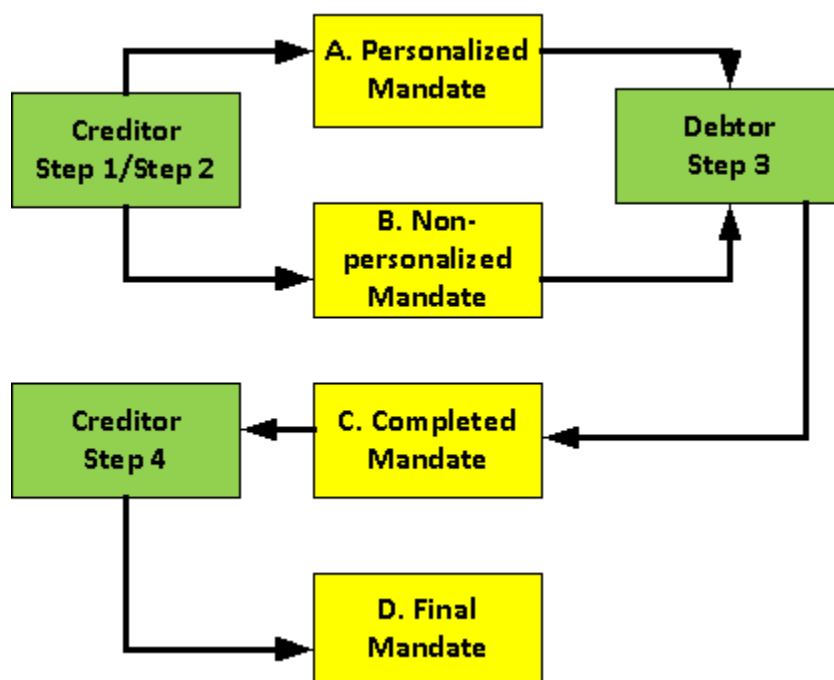 A. Personalized
Mandate
Creditor
Step 1/Step 2
Debtor
Step 3
B. Non-
personalized
Mandate
Creditor
Step 4
C. Completed
Mandate
D. Final
Mandate